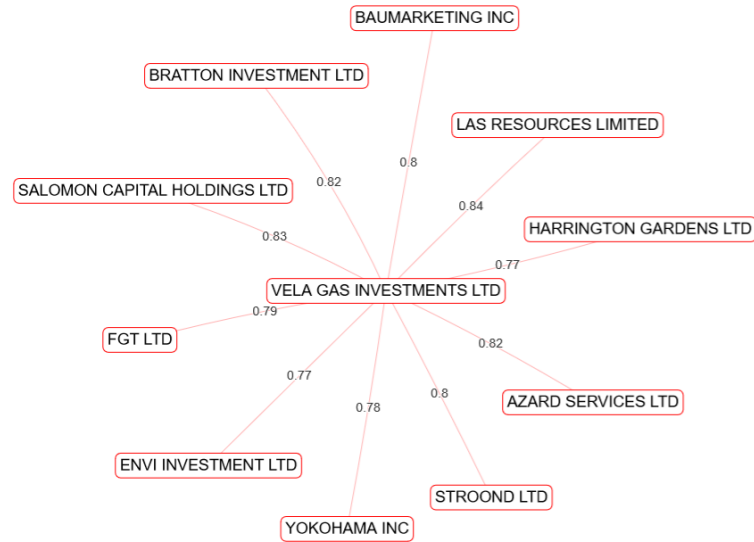 BAUMARKETING INC
BRATTON INVESTMENT LTD
LAS RESOURCES LIMITED
0.8
0.82
SALOMON CAPITAL HOLDINGS LTD
0.84
HARRINGTON GARDENS LTD
0.83
0.77
VELA GAS INVESTMENTS LTD
0.79
FGT LTD
0.82
0.77
0.8
AZARD SERVICES LTD
0.78
ENVI INVESTMENT LTD
STROOND LTD
YOKOHAMA INC